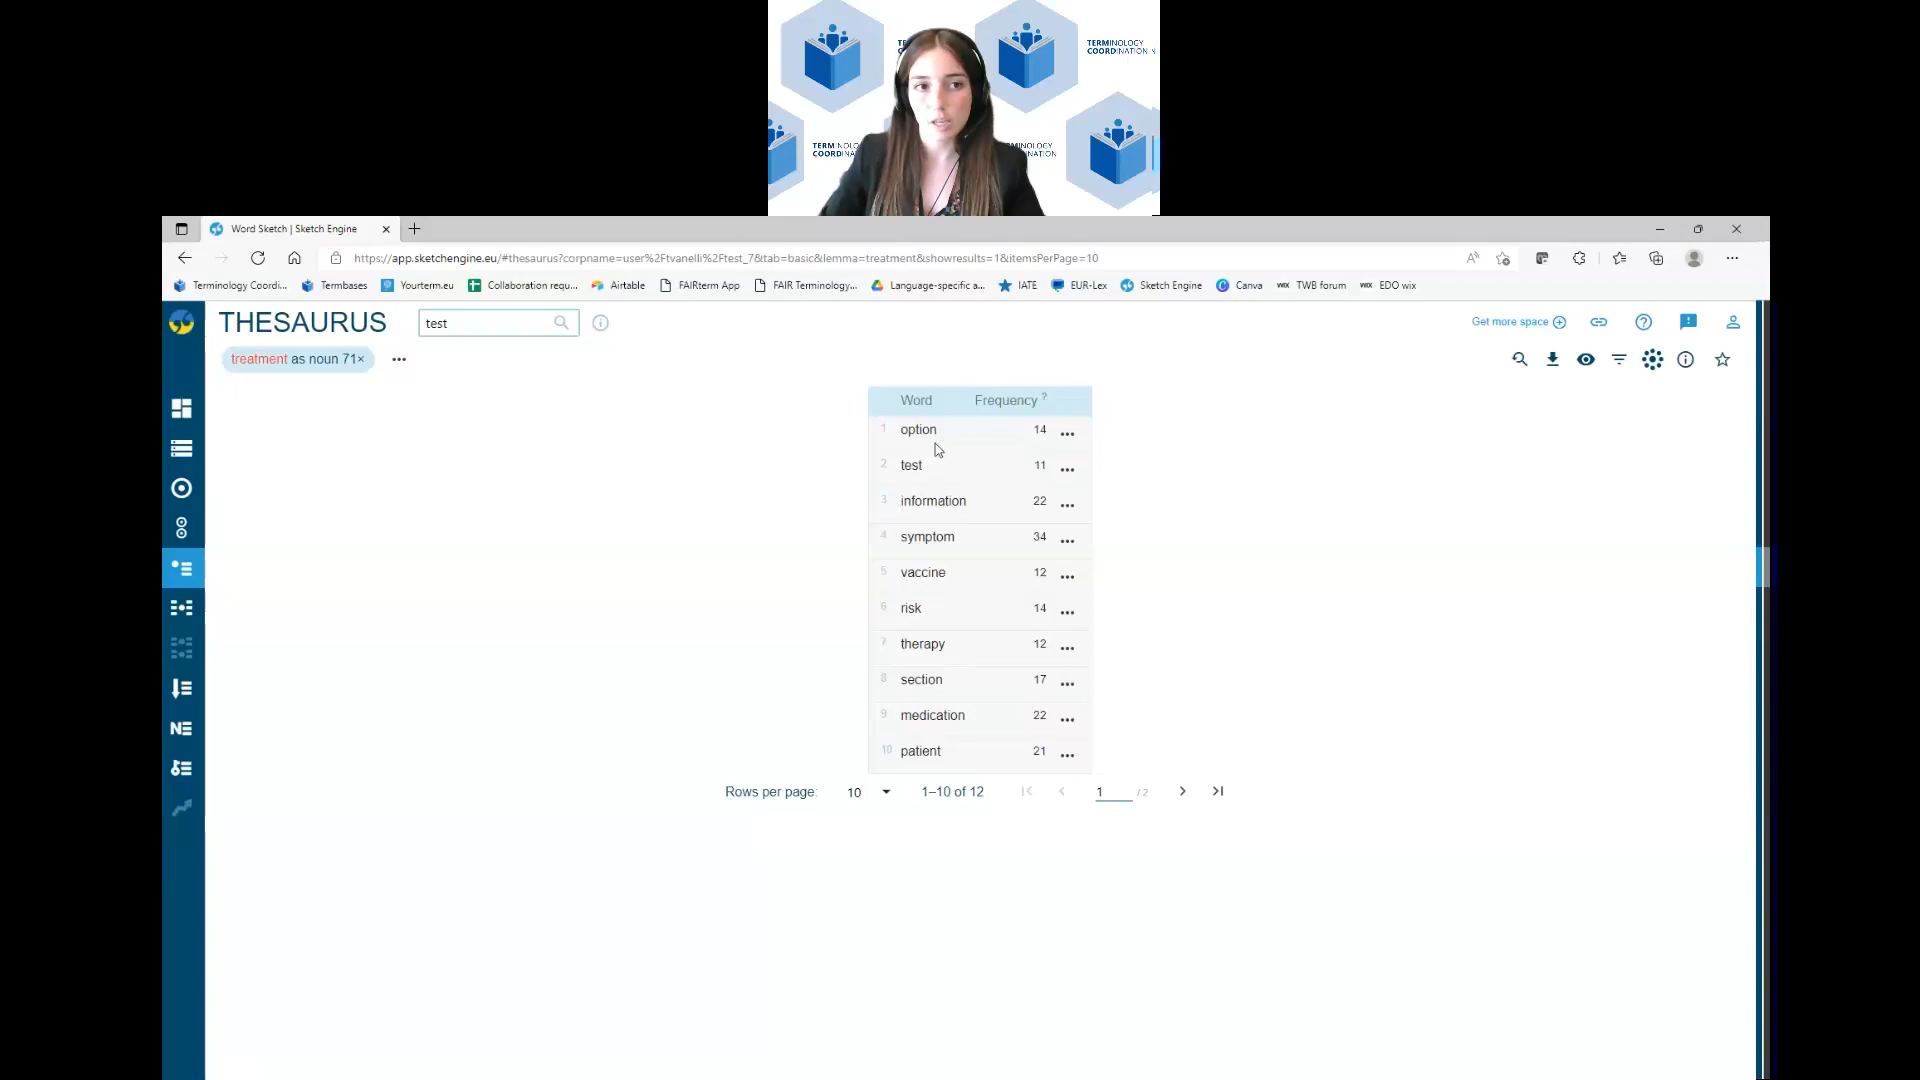 TERMINOLOGY
COORDINATION
Word Sketch | Sketch Engine
https://app.sketchengine.eu/#thesaurus?corpname=user%2Ftvanelli%2Ftest_7&tab=basic&lemma=treatment&showresults=1&itemsPerPage=10
Terminology Coordi... Termbases Yourterm.eu Collaboration requ... Airtable FAIRterm App FAIR Terminology... Language-specific a... IATE EUR-Lex Sketch Engine Canva WIX TWB forum WIX EDO wix
THESAURUS test Get more space
treatment as noun 71×
Word Frequency ?
1 option 14
2 test 11
3 information 22
4 symptom 34
5 vaccine 12
6 risk 14
7 therapy 12
8 section 17
9 medication 22
10 patient 21
Rows per page: 10 1–10 of 12 1 / 2